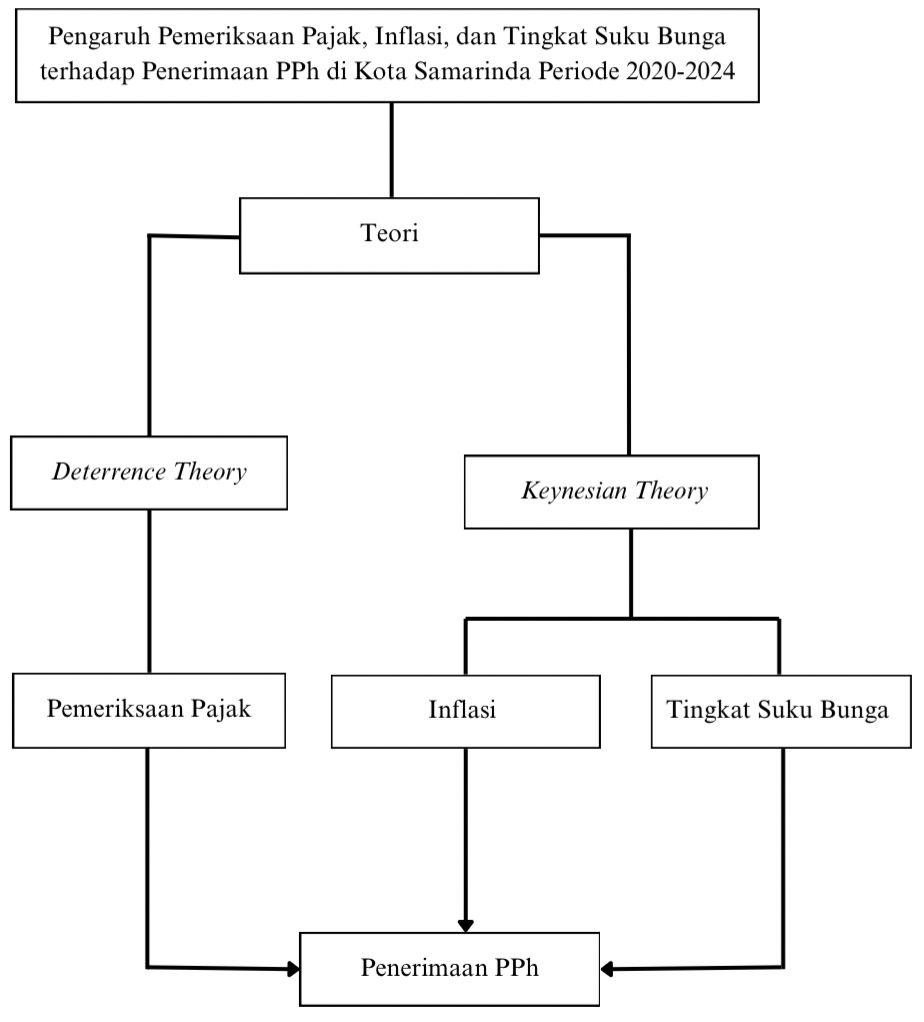 Pengaruh Pemeriksaan Pajak, Inflasi, dan Tingkat Suku Bunga
terhadap Penerimaan PPh di Kota Samarinda Periode 2020-2024
Teori
Deterrence Theory
Keynesian Theory
Pemeriksaan Pajak
Inflasi
Tingkat Suku Bunga
Penerimaan PPh